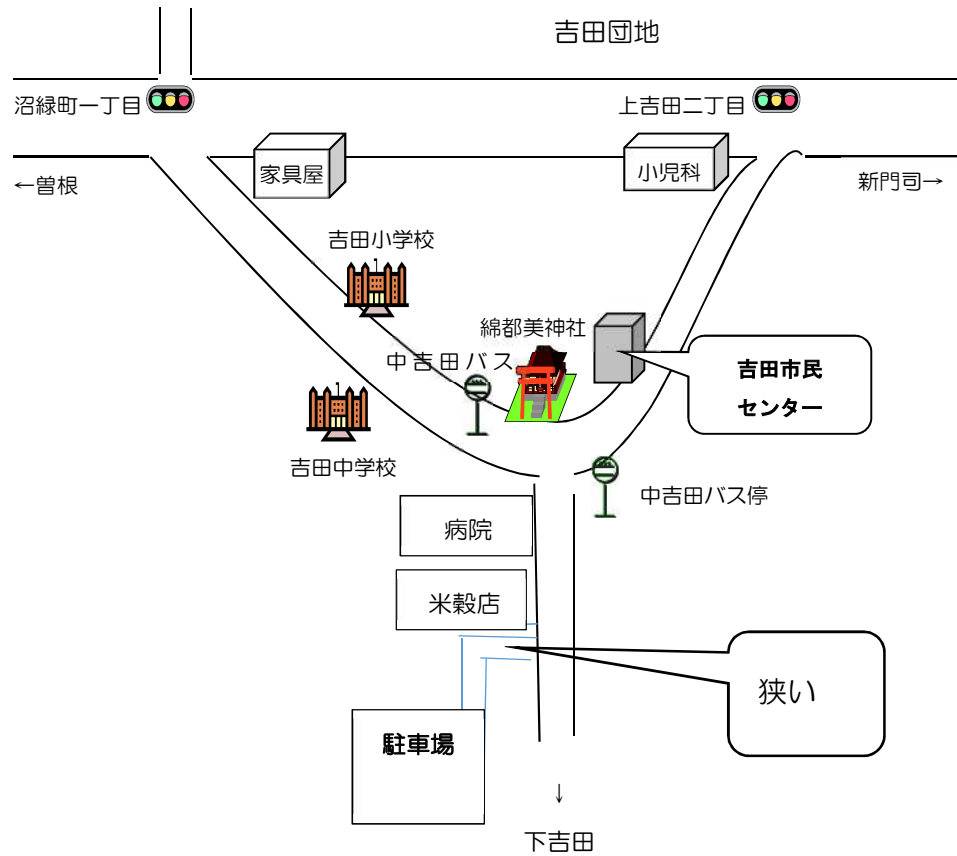 吉田団地
沼緑町一丁目
上吉田二丁目
家具屋
小児科
←曽根
新門司→
吉田小学校
綿都美神社
中吉田バス
吉田市民
センター
吉田中学校
中吉田バス停
病院
米穀店
狭い
駐車場
↓
下吉田